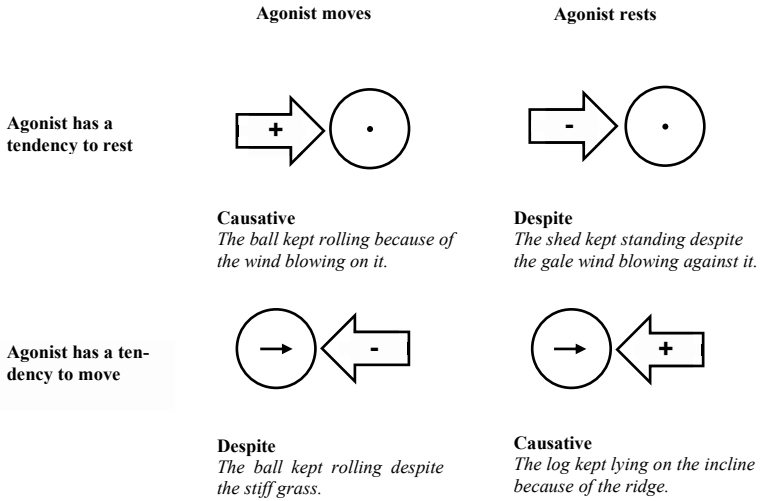 Agonist moves
Agonist rests
Agonist has a
tendency to rest
+
-
Causative
The ball kept rolling because of
the wind blowing on it.
Despite
The shed kept standing despite
the gale wind blowing against it.
Agonist has a ten-
dency to move
-
+
Despite
The ball kept rolling despite
the stiff grass.
Causative
The log kept lying on the incline
because of the ridge.